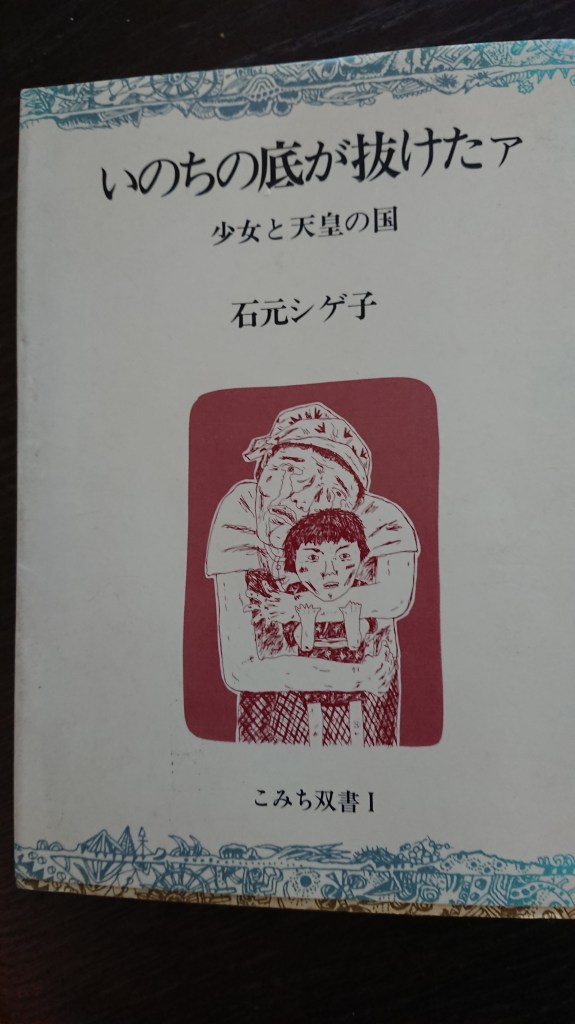 いのちの底が抜けたァ
少女と天皇の国
石元シゲ子
こみち双書Ⅰ